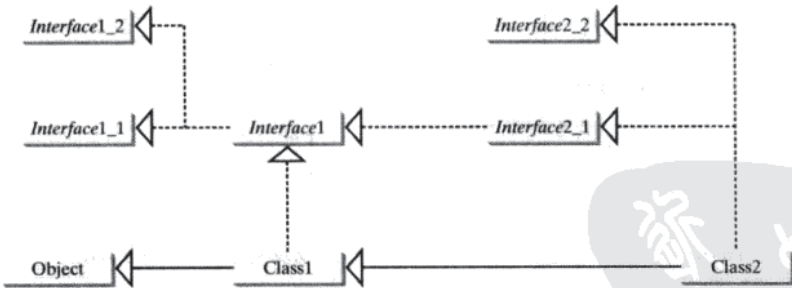 Interface1_2
Interface2_2
Interface1_1
Interface1
Interface2_1
Object
Class1
Class2